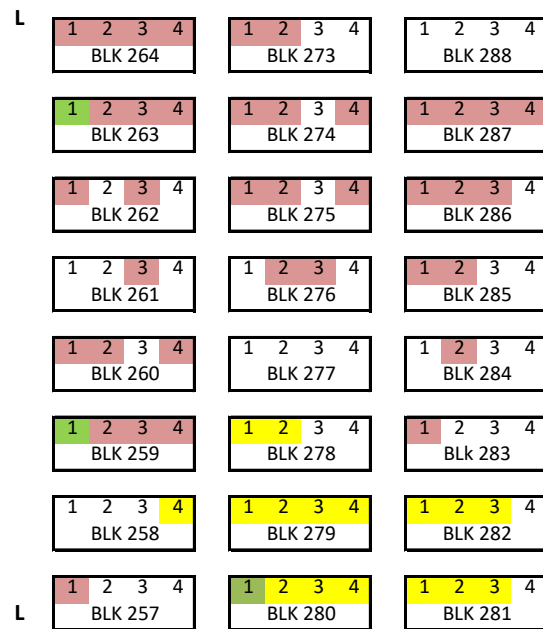 L
1 2 3 4 1 2 3 4 1 2 3 4
BLK 264 BLK 273 BLK 288
1 2 3 4 1 2 3 4 1 2 3 4
BLK 263 BLK 274 BLK 287
1 2 3 4 1 2 3 4 1 2 3 4
BLK 262 BLK 275 BLK 286
1 2 3 4 1 2 3 4 1 2 3 4
BLK 261 BLK 276 BLK 285
1 2 3 4 1 2 3 4 1 2 3 4
BLK 260 BLK 277 BLK 284
1 2 3 4 1 2 3 4 1 2 3 4
BLK 259 BLK 278 BLk 283
1 2 3 4 1 2 3 4 1 2 3 4
BLK 258 BLK 279 BLK 282
1 2 3 4 1 2 3 4 1 2 3 4
L BLK 257 BLK 280 BLK 281